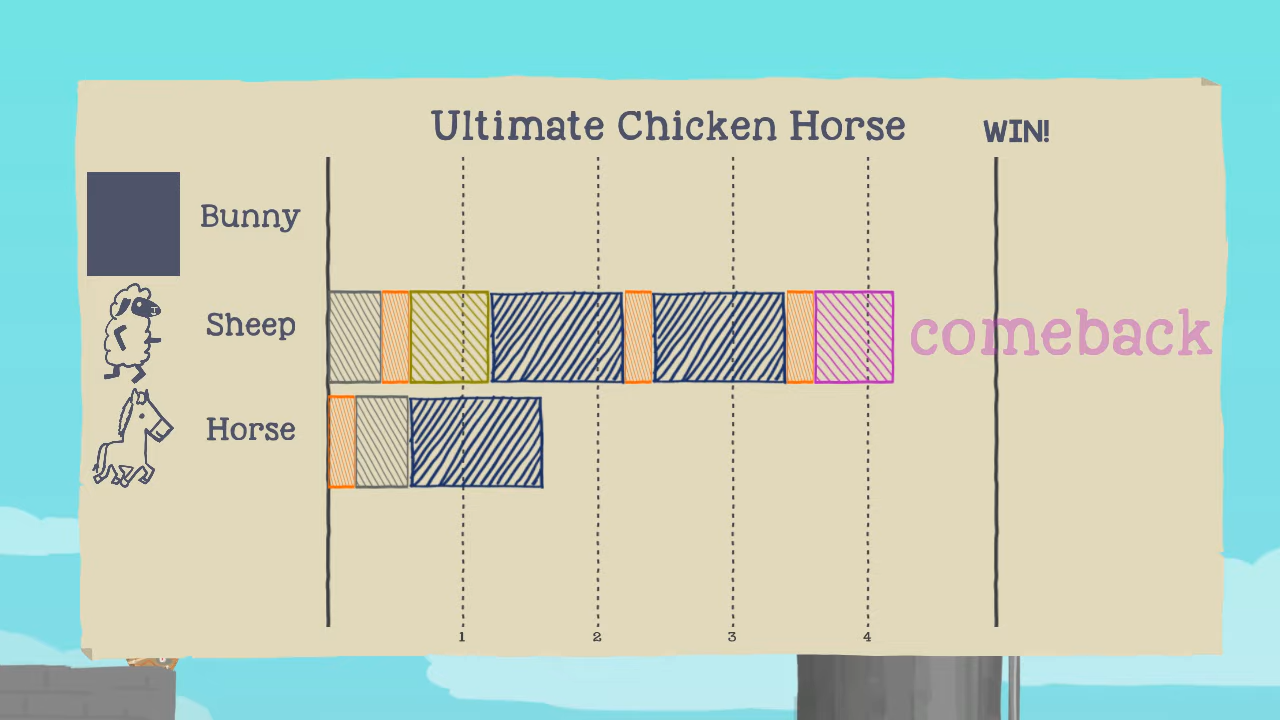 Ultimate Chicken Horse
WIN!
Bunny
Sheep
comeback
Horse
1 2 3 4